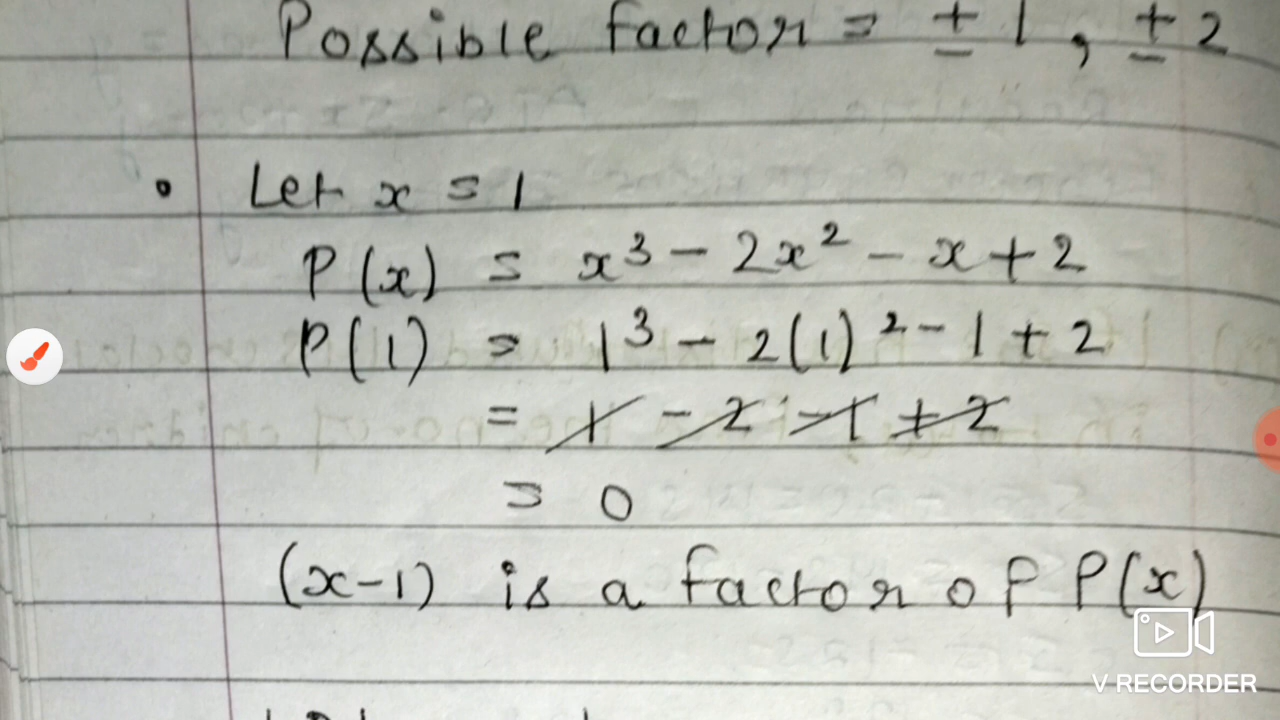 Possible factor = ± 1 , ± 2
• Let x = 1
P(x) = x³ - 2x² - x + 2
P(1) = 1³ - 2(1)² - 1 + 2
= 1 - 2 - 1 + 2
= 0
(x-1) is a factor of P(x)
V RECORDER